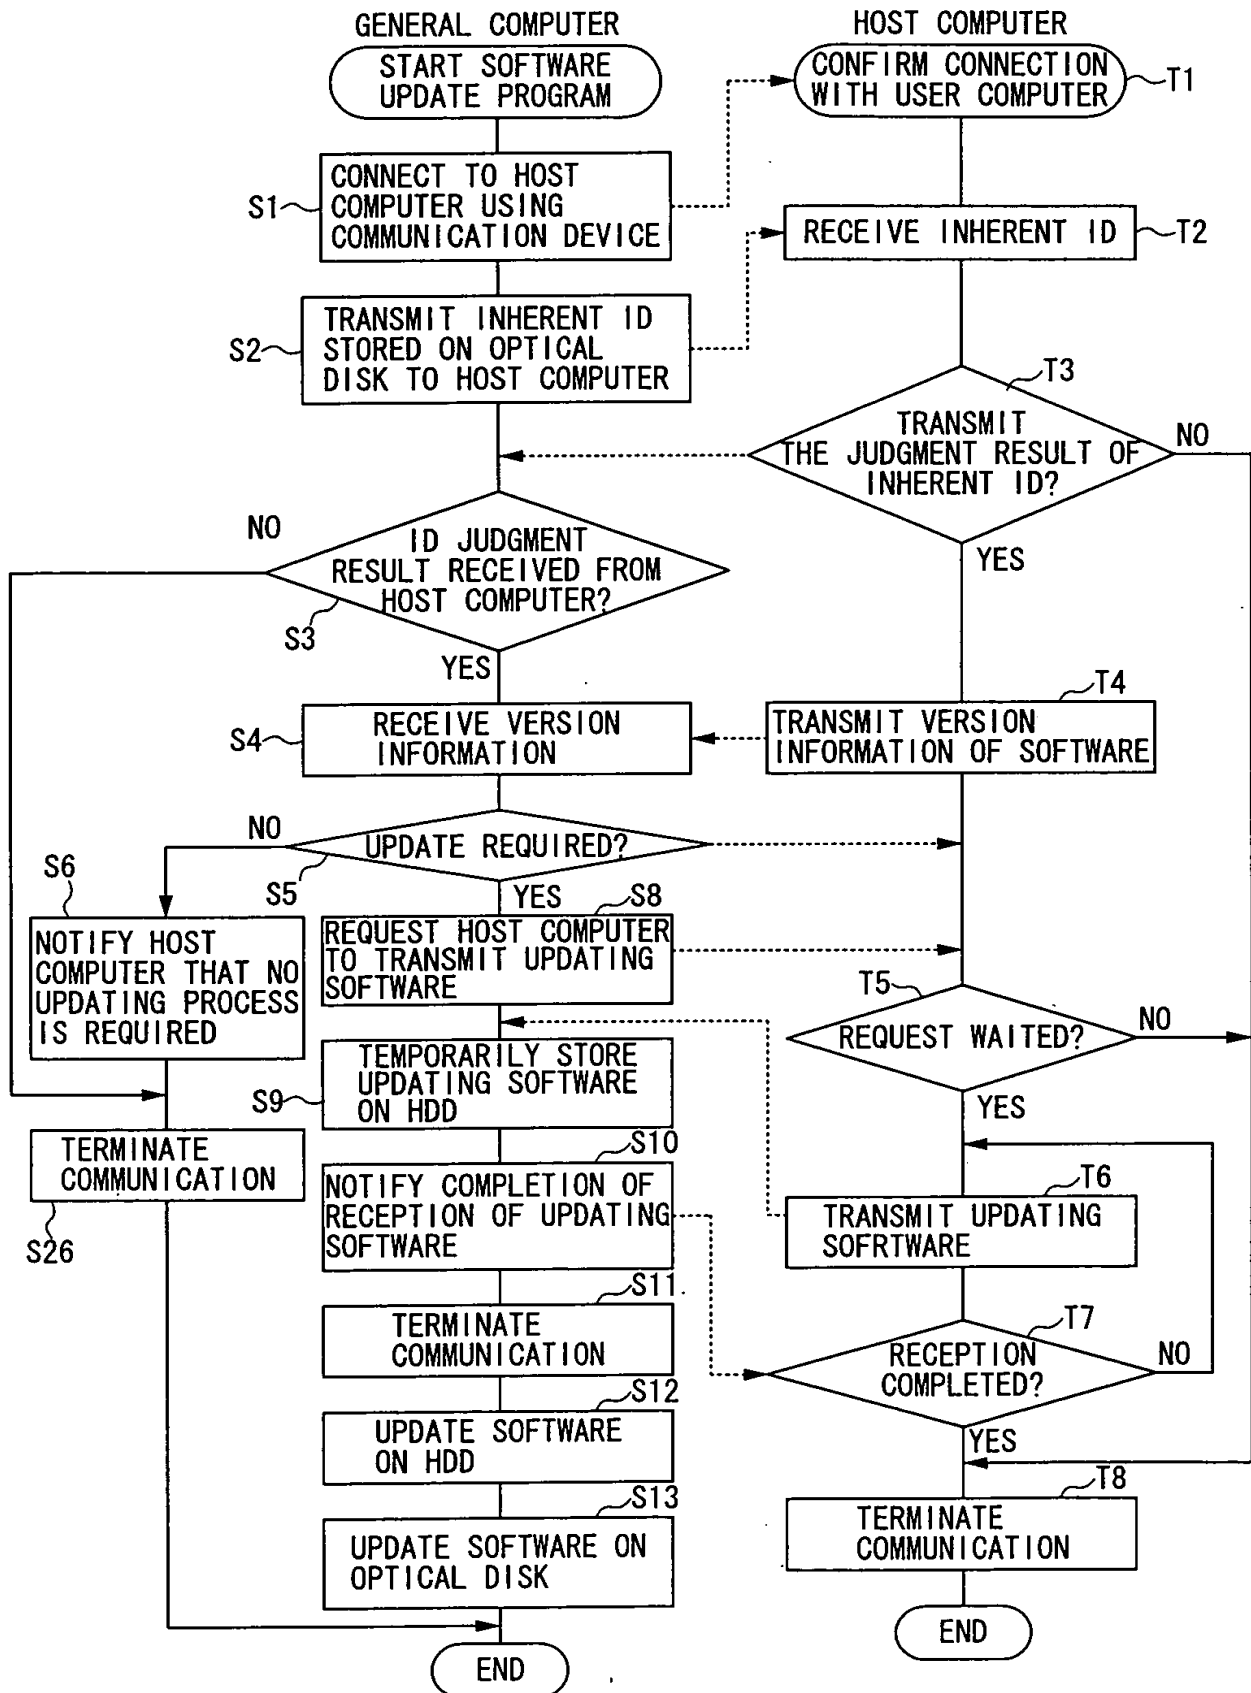 GENERAL COMPUTER
START SOFTWARE
UPDATE PROGRAM
S1
CONNECT TO HOST
COMPUTER USING
COMMUNICATION DEVICE
S2
TRANSMIT INHERENT ID
STORED ON OPTICAL
DISK TO HOST COMPUTER
NO
ID JUDGMENT
RESULT RECEIVED FROM
HOST COMPUTER?
S3
YES
S4
RECEIVE VERSION
INFORMATION
NO
UPDATE REQUIRED?
S5
S6
YES
S8
NOTIFY HOST
COMPUTER THAT NO
UPDATING PROCESS
IS REQUIRED
REQUEST HOST COMPUTER
TO TRANSMIT UPDATING
SOFTWARE
S9
TEMPORARILY STORE
UPDATING SOFTWARE
ON HDD
TERMINATE
COMMUNICATION
S26
S10
NOTIFY COMPLETION OF
RECEPTION OF UPDATING
SOFTWARE
S11
TERMINATE
COMMUNICATION
S12
UPDATE SOFTWARE
ON HDD
S13
UPDATE SOFTWARE ON
OPTICAL DISK
END
HOST COMPUTER
CONFIRM CONNECTION
WITH USER COMPUTER
T1
RECEIVE INHERENT ID
T2
T3
TRANSMIT
THE JUDGMENT RESULT OF
INHERENT ID?
NO
YES
T4
TRANSMIT VERSION
INFORMATION OF SOFTWARE
T5
REQUEST WAITED?
NO
YES
T6
TRANSMIT UPDATING
SOFRTWARE
T7
RECEPTION
COMPLETED?
NO
YES
T8
TERMINATE
COMMUNICATION
END